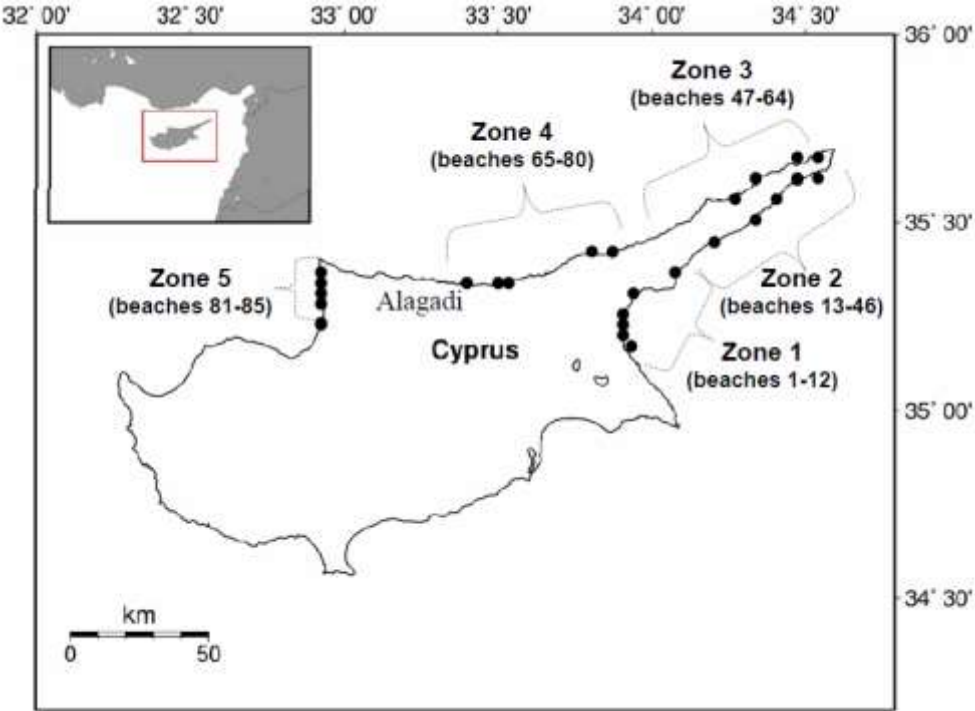 32° 00' 32° 30' 33° 00' 33° 30' 34° 00' 34° 30'
36° 00'
Zone 3
(beaches 47-64)
Zone 4
(beaches 65-80)
35° 30'
Zone 5
(beaches 81-85)
Alagadi
Zone 2
(beaches 13-46)
Cyprus
Zone 1
(beaches 1-12)
35° 00'
34° 30'
km
0 50